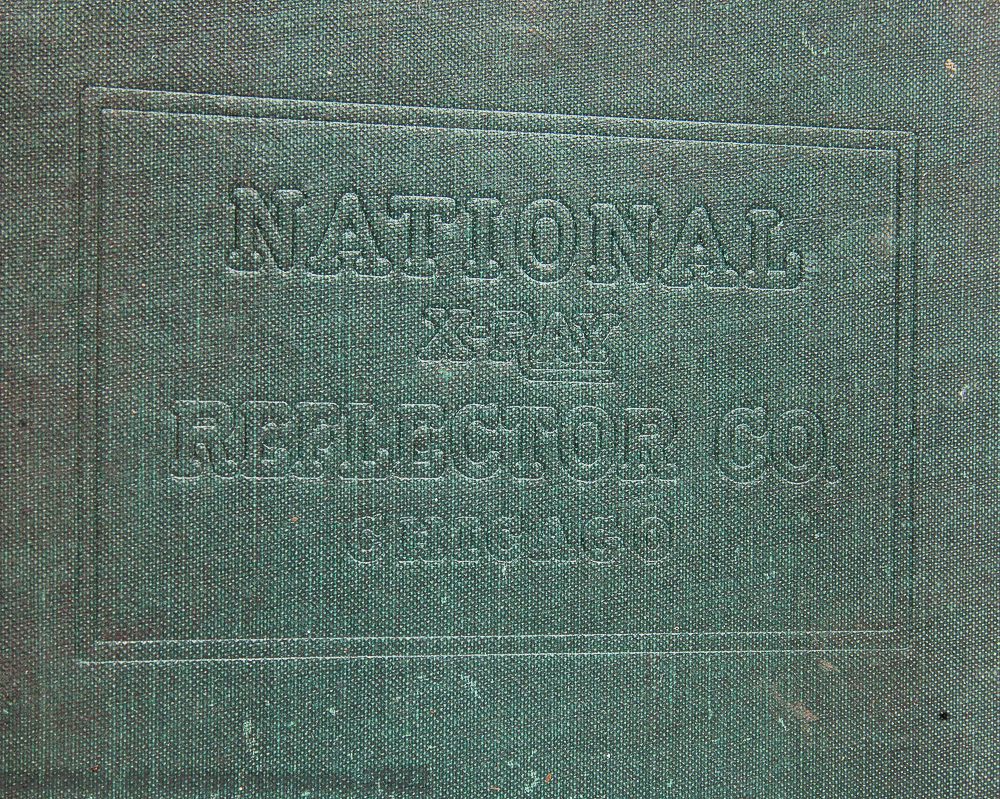 NATIONAL
X-RAY
REFLECTOR CO.
CHICAGO